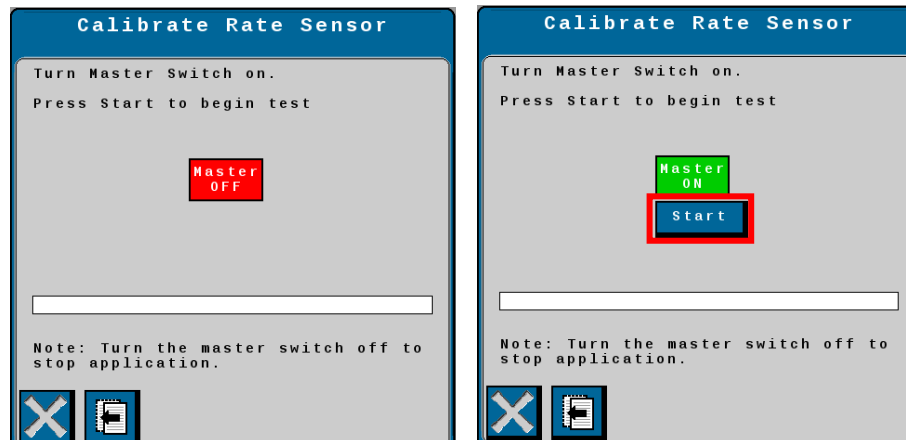 Calibrate Rate Sensor
Turn Master Switch on.
Press Start to begin test
Master
OFF
Note: Turn the master switch off to
stop application.
Calibrate Rate Sensor
Turn Master Switch on.
Press Start to begin test
Master
ON
Start
Note: Turn the master switch off to
stop application.